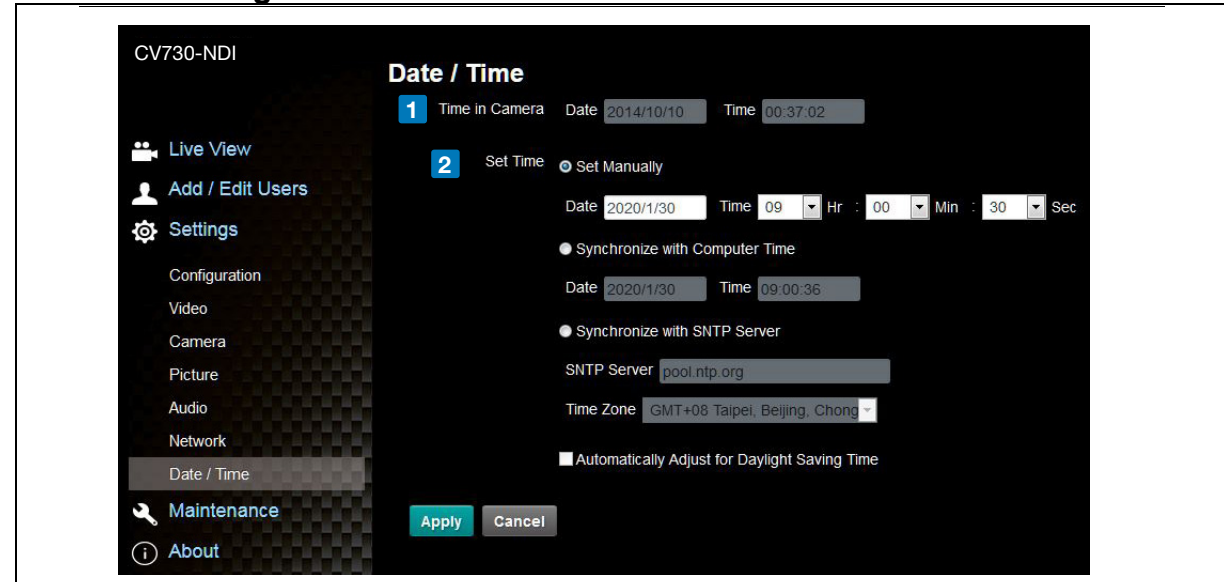 CV730-NDI
Date / Time
1 Time in Camera Date 2014/10/10 Time 00:37:02
Live View
2 Set Time Set Manually
Add / Edit Users
Date 2020/1/30 Time 09 Hr : 00 Min : 30 Sec
Settings
Synchronize with Computer Time
Configuration
Date 2020/1/30 Time 09:00:36
Video
Synchronize with SNTP Server
Camera
Picture
SNTP Server pool.ntp.org
Audio
Time Zone GMT+08 Taipei, Beijing, Chong
Network
Automatically Adjust for Daylight Saving Time
Date / Time
Maintenance
Apply Cancel
About